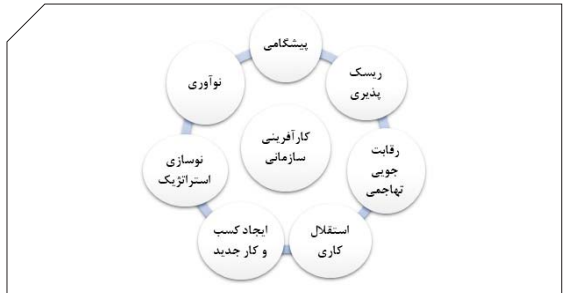 پیشگامی
ریسک
پذیری
رقابت
جویی
تهاجمی
استقلال
کاری
ایجاد کسب
و کار جدید
نوسازی
استراتژیک
نوآوری
کارآفرینی
سازمانی